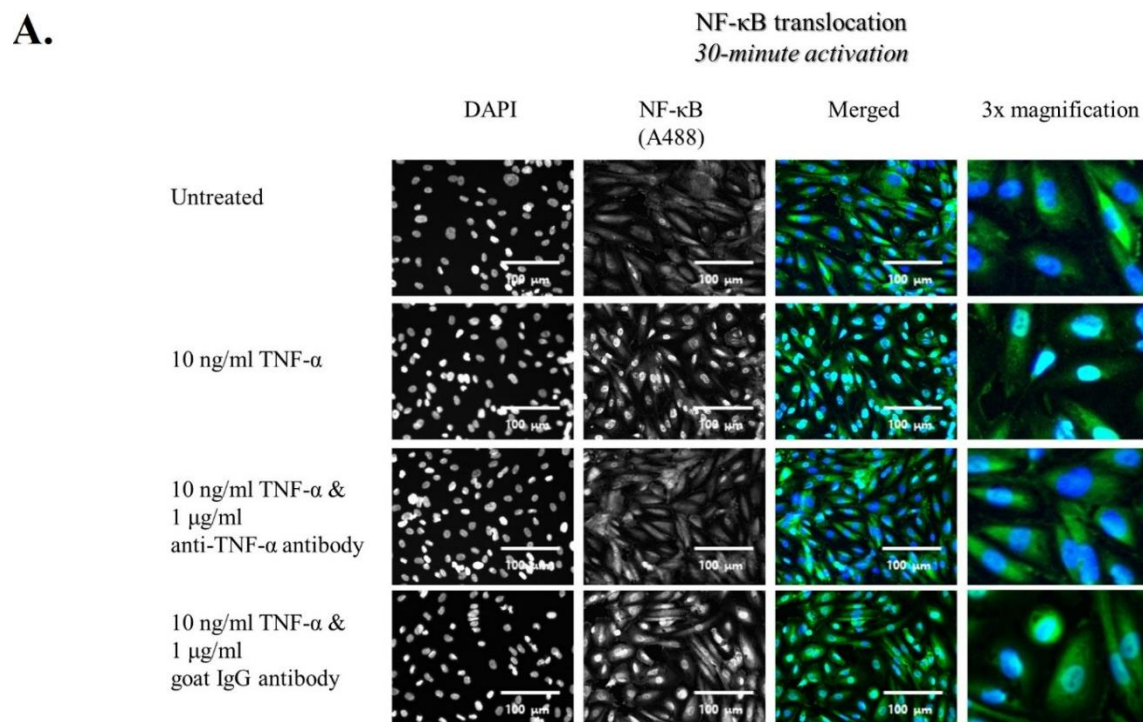 A.
NF-κB translocation
30-minute activation
DAPI
NF-κB
(A488)
Merged
3x magnification
Untreated
100 μm
100 μm
100 μm
10 ng/ml TNF-α
100 μm
100 μm
100 μm
10 ng/ml TNF-α &
1 μg/ml
anti-TNF-α antibody
100 μm
100 μm
100 μm
10 ng/ml TNF-α &
1 μg/ml
goat IgG antibody
100 μm
100 μm
100 μm